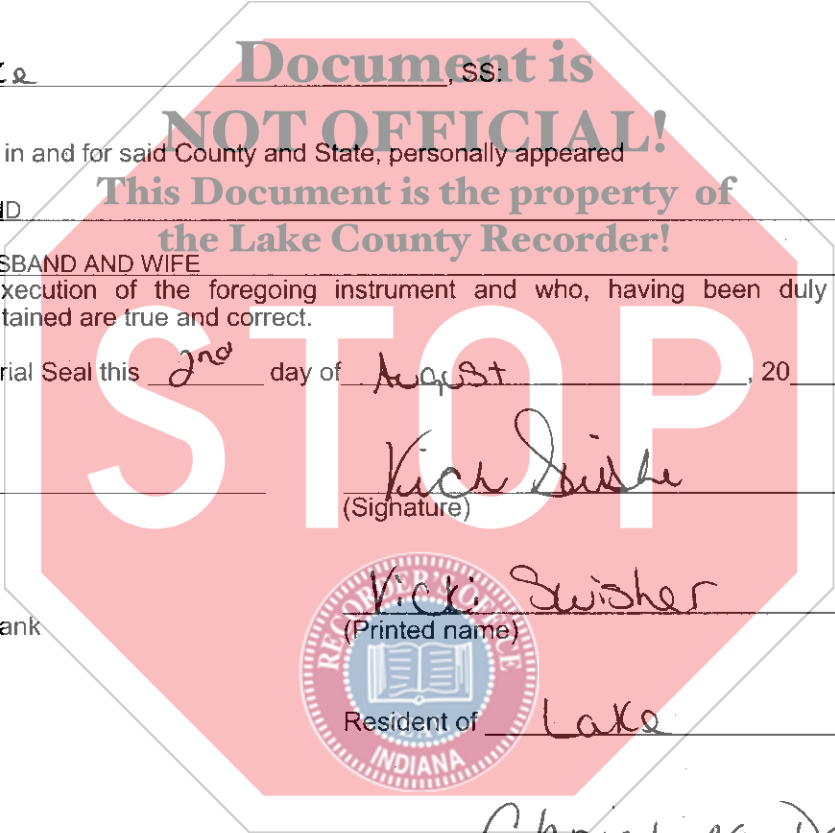 Document is
ke, SS:
NOT OFFICIAL!
in and for said County and State, personally appeared
This Document is the property of
ND
the Lake County Recorder!
SBAND AND WIFE
xecution of the foregoing instrument and who, having been duly
tained are true and correct.
rial Seal this 2nd day of August, 20
STOP
Vicki Swisher
(Signature)
RECORDER'S OFFICE
Vicki Swisher
ank (Printed name)
Resident of Lake
INDIANA